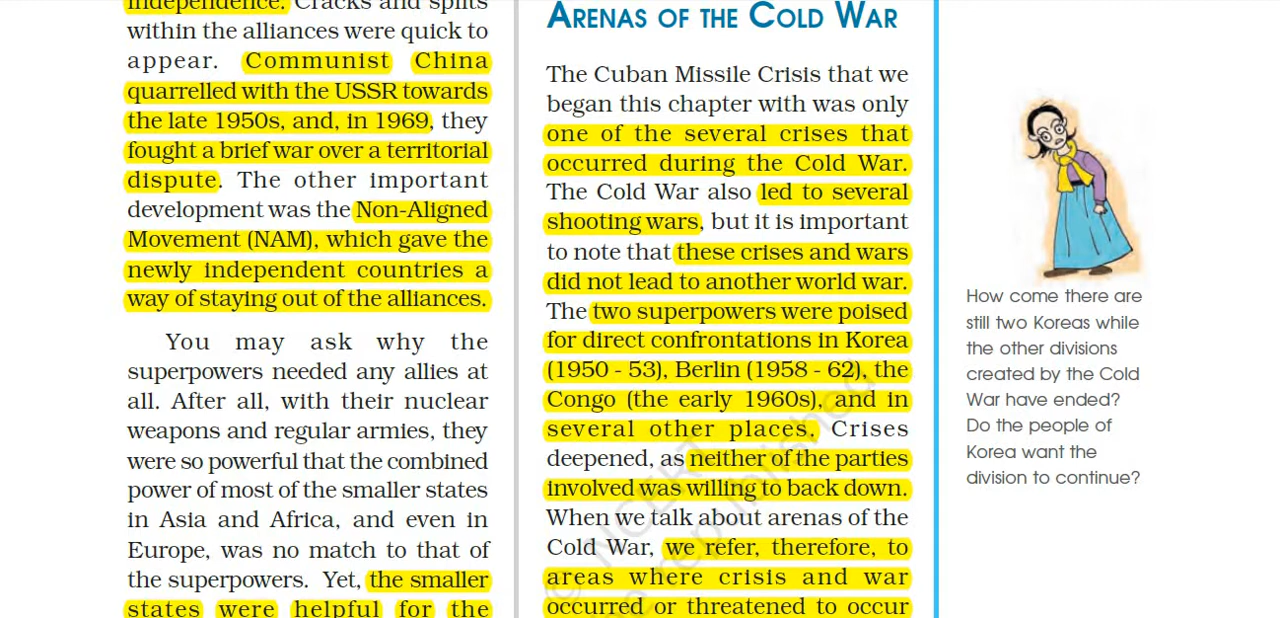 independence. Cracks and splits
within the alliances were quick to
appear. Communist China
quarrelled with the USSR towards
the late 1950s, and, in 1969, they
fought a brief war over a territorial
dispute. The other important
development was the Non-Aligned
Movement (NAM), which gave the
newly independent countries a
way of staying out of the alliances.
You may ask why the
superpowers needed any allies at
all. After all, with their nuclear
weapons and regular armies, they
were so powerful that the combined
power of most of the smaller states
in Asia and Africa, and even in
Europe, was no match to that of
the superpowers. Yet, the smaller
states were helpful for the
ARENAS OF THE COLD WAR
The Cuban Missile Crisis that we
began this chapter with was only
one of the several crises that
occurred during the Cold War.
The Cold War also led to several
shooting wars, but it is important
to note that these crises and wars
did not lead to another world war.
The two superpowers were poised
for direct confrontations in Korea
(1950 - 53), Berlin (1958 - 62), the
Congo (the early 1960s), and in
several other places. Crises
deepened, as neither of the parties
involved was willing to back down.
When we talk about arenas of the
Cold War, we refer, therefore, to
areas where crisis and war
occurred or threatened to occur
How come there are
still two Koreas while
the other divisions
created by the Cold
War have ended?
Do the people of
Korea want the
division to continue?
© NCERT
republished